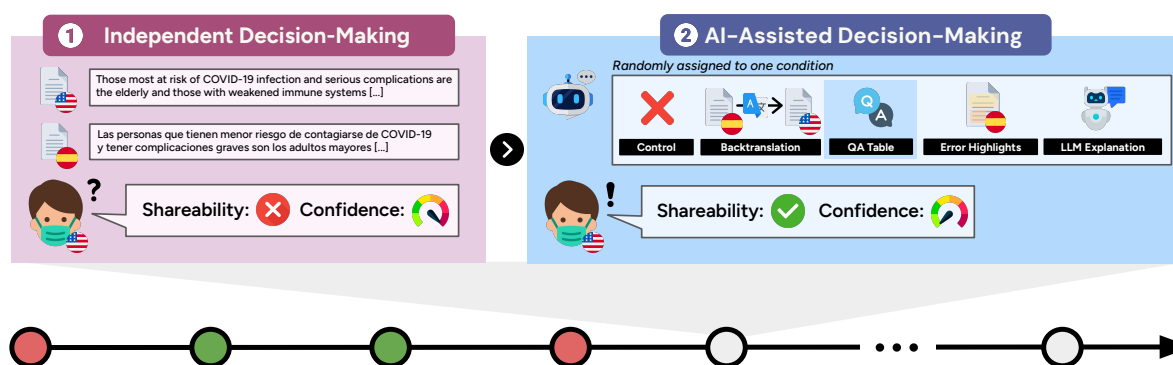 1 Independent Decision-Making
Those most at risk of COVID-19 infection and serious complications are
the elderly and those with weakened immune systems [...]
Las personas que tienen menor riesgo de contagiarse de COVID-19
y tener complicaciones graves son los adultos mayores [...]
?
Shareability: Confidence:
2 AI-Assisted Decision-Making
Randomly assigned to one condition
A
Q
A
Control Backtranslation QA Table Error Highlights LLM Explanation
!
Shareability: Confidence: